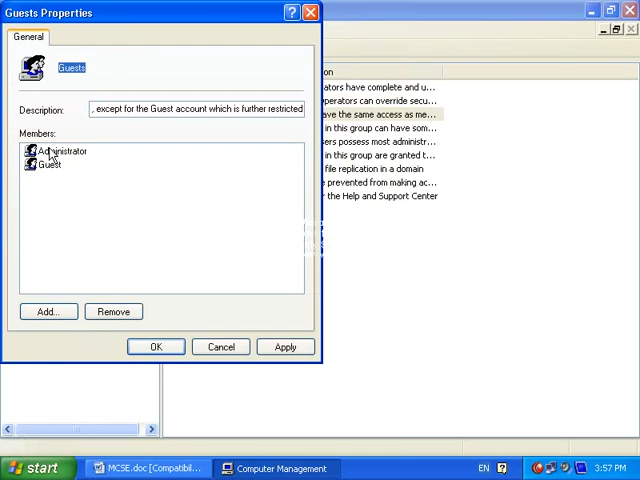 Guests Properties
General
Guests
Description:
, except for the Guest account which is further restricted
Members:
Administrator
Guest
Add...
Remove
OK
Cancel
Apply
on
ators have complete and u...
perators can override secu...
ave the same access as me...
in this group can have som...
ers possess most administr...
in this group are granted t...
file replication in a domain
e prevented from making ac...
r the Help and Support Center
start
MCSE.doc [Compatibil...
Computer Management
EN
3:57 PM